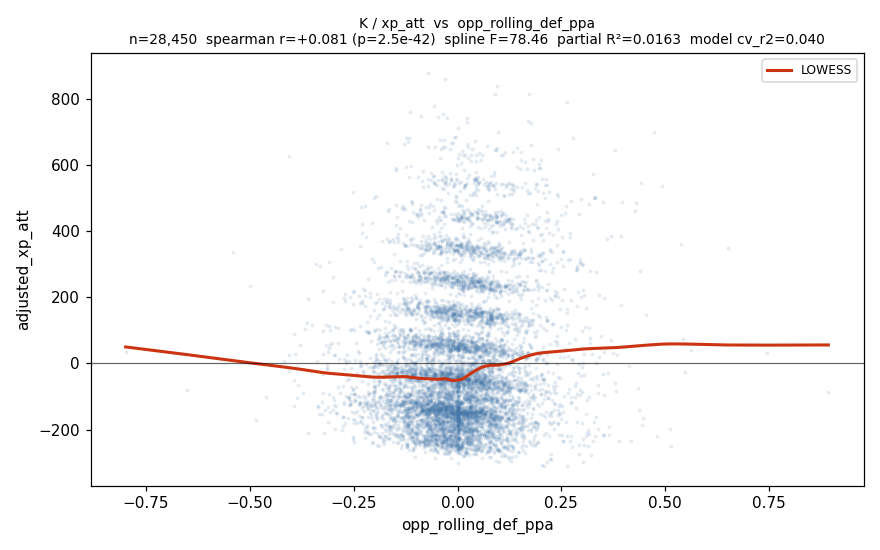 K / xp_att  vs  opp_rolling_def_ppa
n=28,450  spearman r=+0.081 (p=2.5e-42)  spline F=78.46  partial R²=0.0163  model cv_r2=0.040
LOWESS
800
600
400
200
0
−200
adjusted_xp_att
−0.75
−0.50
−0.25
0.00
0.25
0.50
0.75
opp_rolling_def_ppa